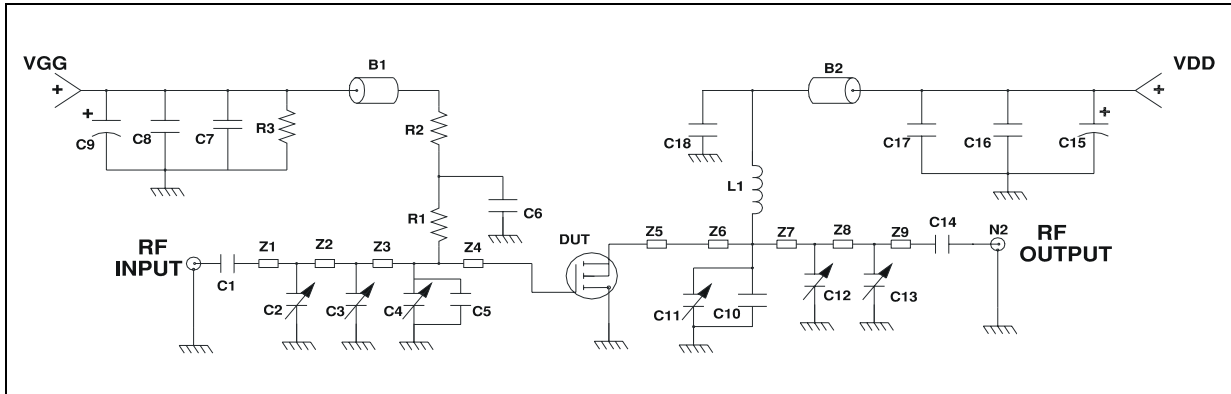 VGG
+
B1
B2
VDD
+
+
C9
C8
C7
R3
R2
C18
C17
C16
+
C15
R1
C6
L1
RF
INPUT
C1
Z1
Z2
Z3
Z4
DUT
Z5
Z6
Z7
Z8
Z9
C14
N2
RF
OUTPUT
C2
C3
C4
C5
C11
C10
C12
C13